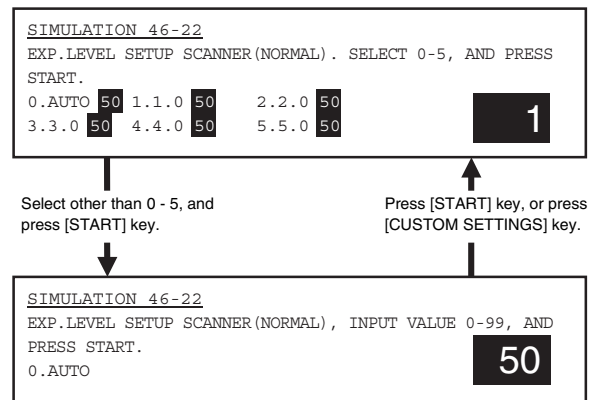 SIMULATION 46-22
EXP.LEVEL SETUP SCANNER(NORMAL). SELECT 0-5, AND PRESS
START.
0.AUTO 50 1.1.0 50 2.2.0 50
3.3.0 50 4.4.0 50 5.5.0 50
1
Select other than 0 - 5, and
press [START] key.
Press [START] key, or press
[CUSTOM SETTINGS] key.
SIMULATION 46-22
EXP.LEVEL SETUP SCANNER(NORMAL), INPUT VALUE 0-99, AND
PRESS START.
0.AUTO
50